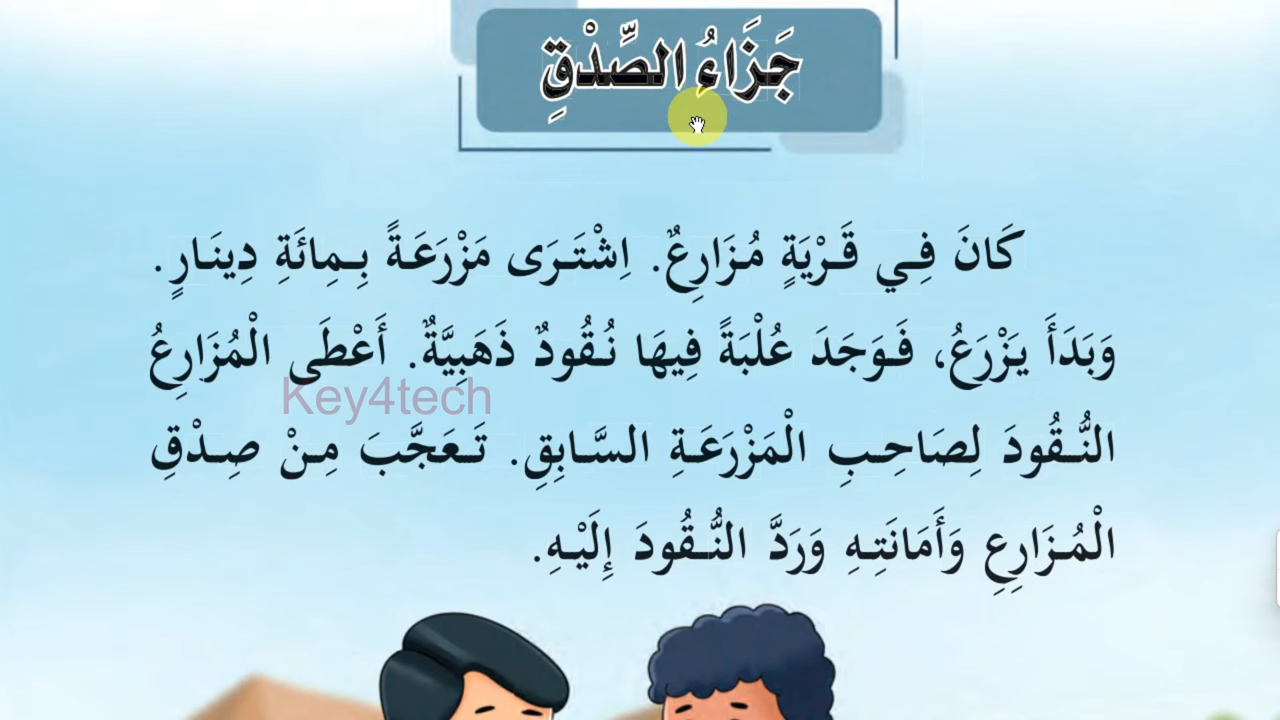 جَزَاءُ الصِّدْقِ
كَانَ فِي قَرْيَةٍ مُزَارِعٌ. اِشْتَرَى مَزْرَعَةً بِمِائَةِ دِينَارٍ.
وَبَدَأَ يَزْرَعُ، فَوَجَدَ عُلْبَةً فِيهَا نُقُودٌ ذَهَبِيَّةٌ. أَعْطَى الْمُزَارِعُ
Key4tech
النُّقُودَ لِصَاحِبِ الْمَزْرَعَةِ السَّابِقِ. تَعَجَّبَ مِنْ صِدْقِ
الْمُزَارِعِ وَأَمَانَتِهِ وَرَدَّ النُّقُودَ إِلَيْهِ.